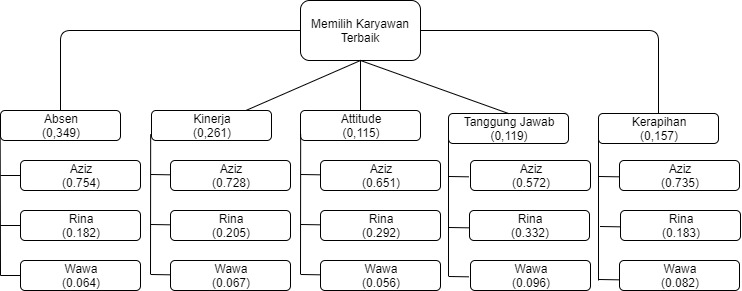 Memilih Karyawan
Terbaik
Absen
(0,349)
Kinerja
(0,261)
Attitude
(0,115)
Tanggung Jawab
(0,119)
Kerapihan
(0,157)
Aziz
(0.754)
Aziz
(0.728)
Aziz
(0.651)
Aziz
(0.572)
Aziz
(0.735)
Rina
(0.182)
Rina
(0.205)
Rina
(0.292)
Rina
(0.332)
Rina
(0.183)
Wawa
(0.064)
Wawa
(0.067)
Wawa
(0.056)
Wawa
(0.096)
Wawa
(0.082)